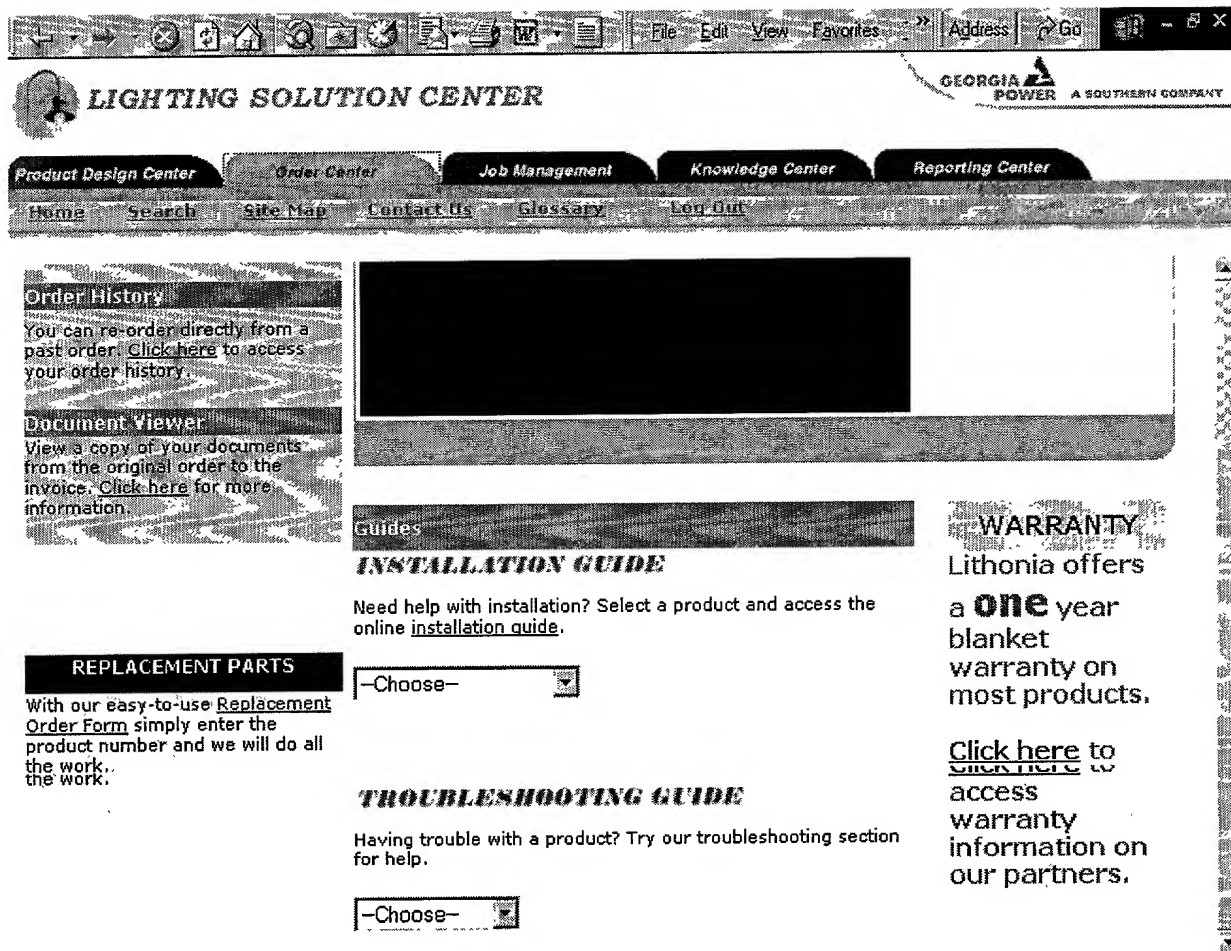 File Edit View Favorites » Address Go
LIGHTING SOLUTION CENTER
GEORGIA
POWER A SOUTHERN COMPANY
Product Design Center Order Center Job Management Knowledge Center Reporting Center
Home Search Site Map Contact Us Glossary Log Out
Order History
You can re-order directly from a
past order. Click here to access
your order history.
Document Viewer
View a copy of your documents
from the original order to the
invoice. Click here for more
information.
REPLACEMENT PARTS
With our easy-to-use Replacement
Order Form simply enter the
product number and we will do all
the work.
the work.
Guides
INSTALLATION GUIDE
Need help with installation? Select a product and access the
online installation guide.
–Choose–
TROUBLESHOOTING GUIDE
Having trouble with a product? Try our troubleshooting section
for help.
–Choose–
WARRANTY
Lithonia offers
a one year
blanket
warranty on
most products.
Click here to
Click here to
access
warranty
information on
our partners.